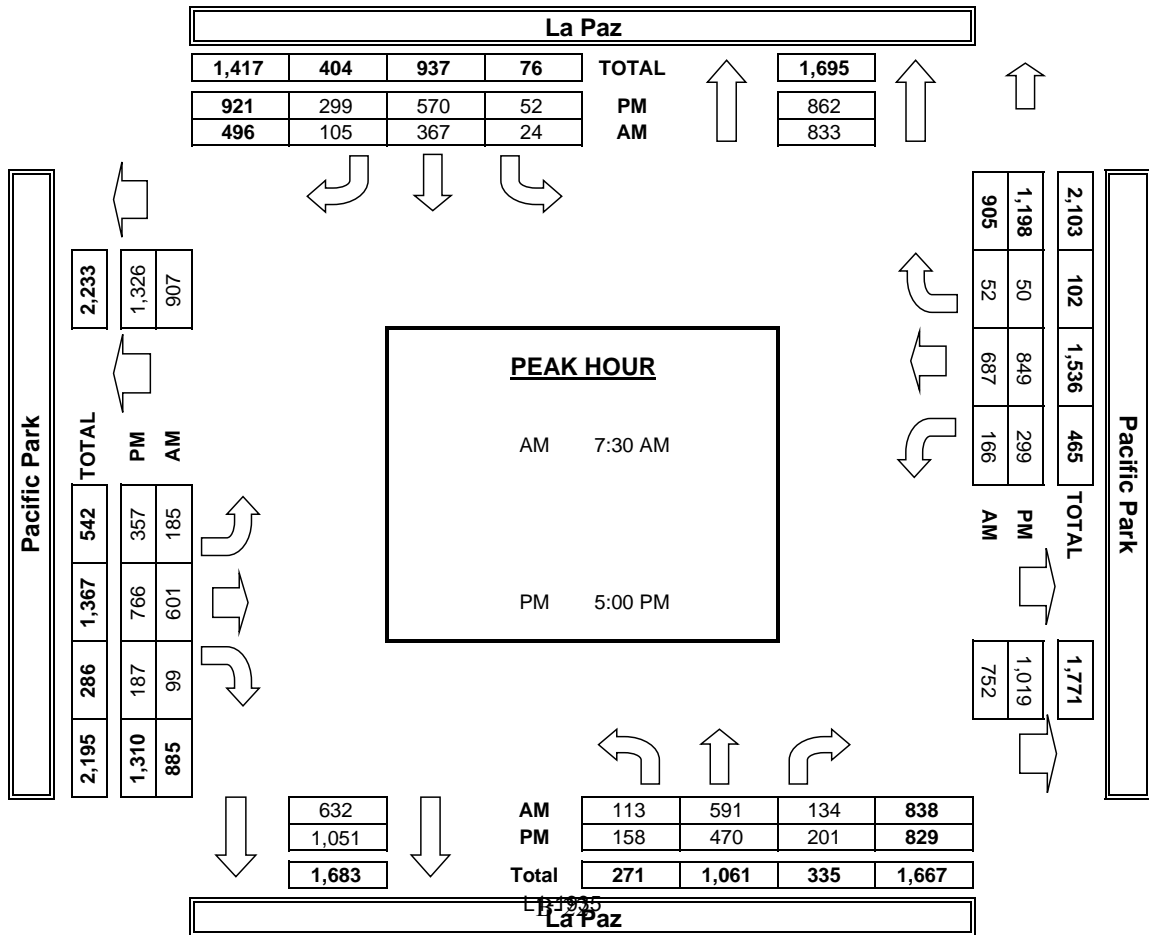 La Paz
1,417 404 937 76 TOTAL 1,695
921 299 570 52 PM 862
496 105 367 24 AM 833
Pacific Park
2,233
1,326
907
TOTAL
PM
AM
542 1,367 286 2,195
357 766 187 1,310
185 601 99 885
PEAK HOUR
AM 7:30 AM
PM 5:00 PM
2,103 102 1,536 465 TOTAL
1,198 50 849 299 PM
905 52 687 166 AM
1,771
1,019
752
Pacific Park
632 AM 113 591 134 838
1,051 PM 158 470 201 829
1,683 Total 271 1,061 335 1,667
La Paz